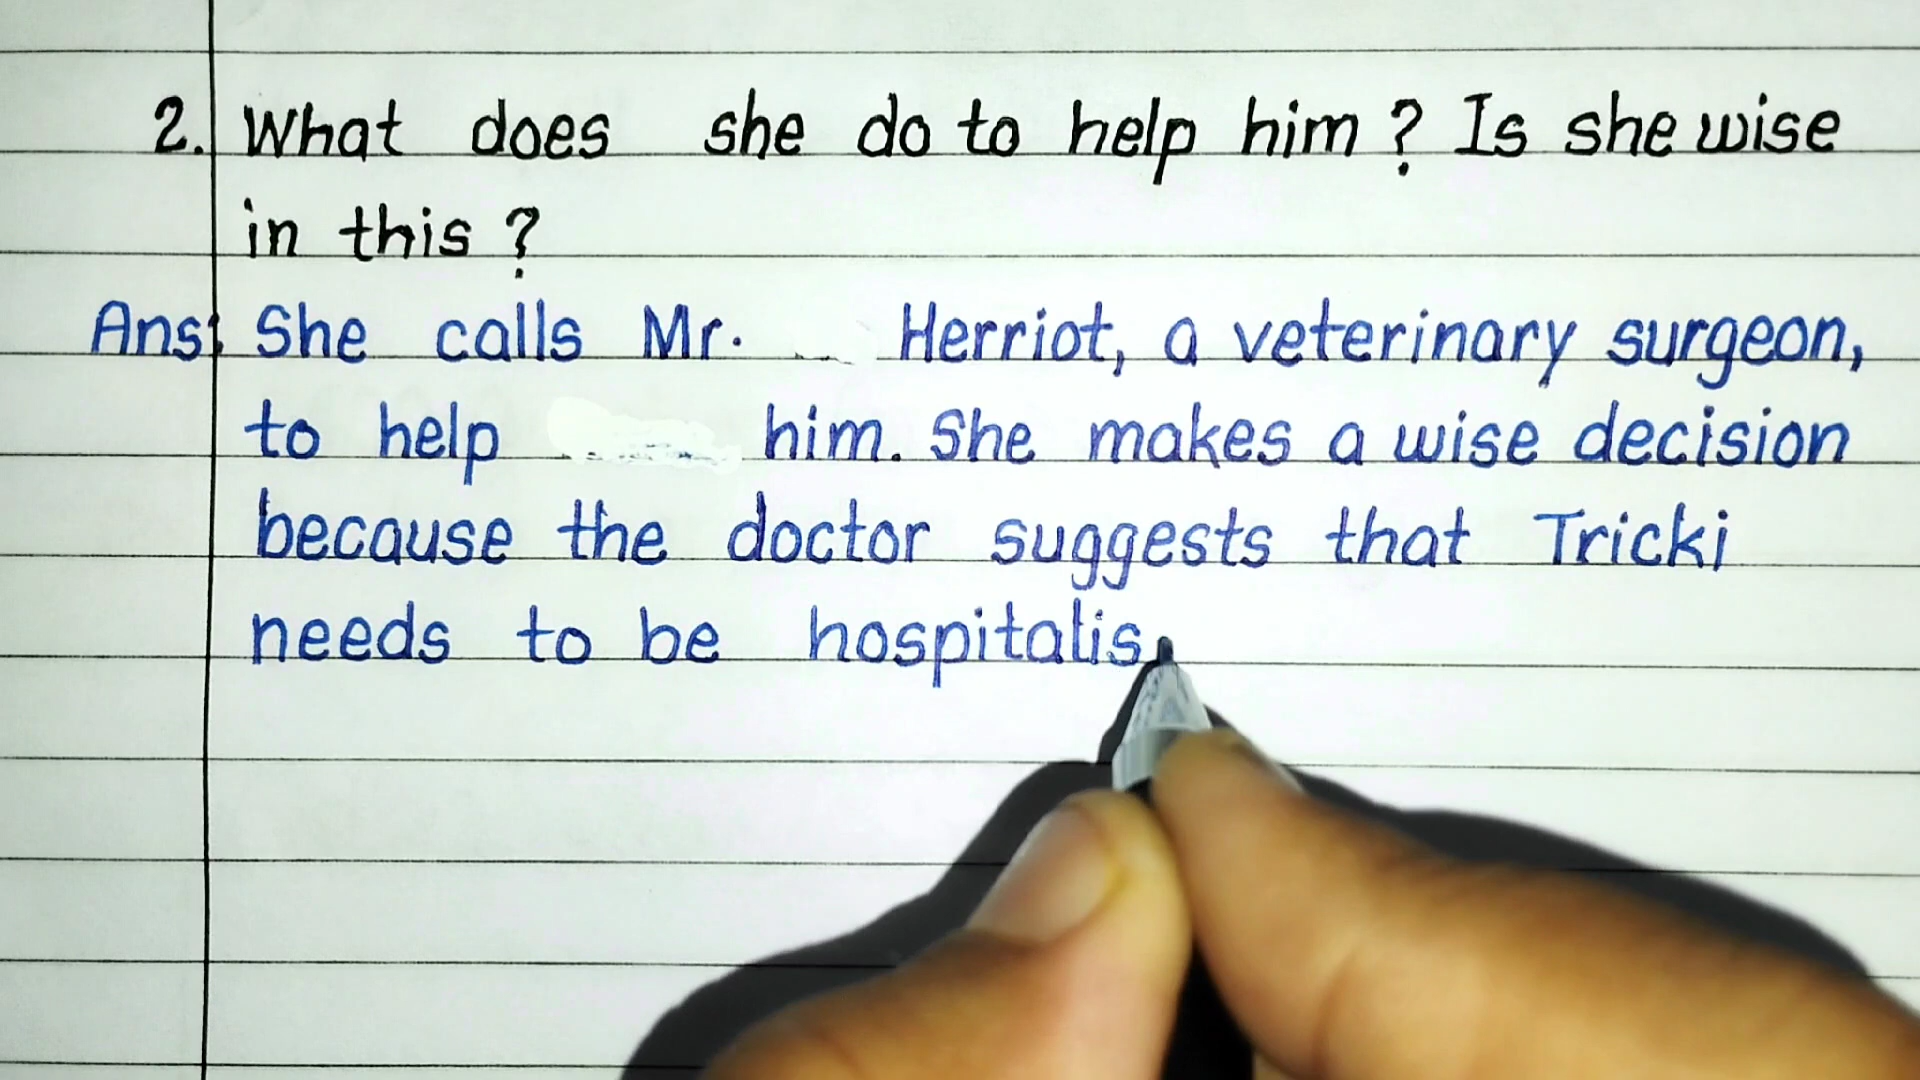 2. What does she do to help him? Is she wise
in this?
Ans: She calls Mr. Herriot, a veterinary surgeon,
to help him. She makes a wise decision
because the doctor suggests that Tricki
needs to be hospitalis